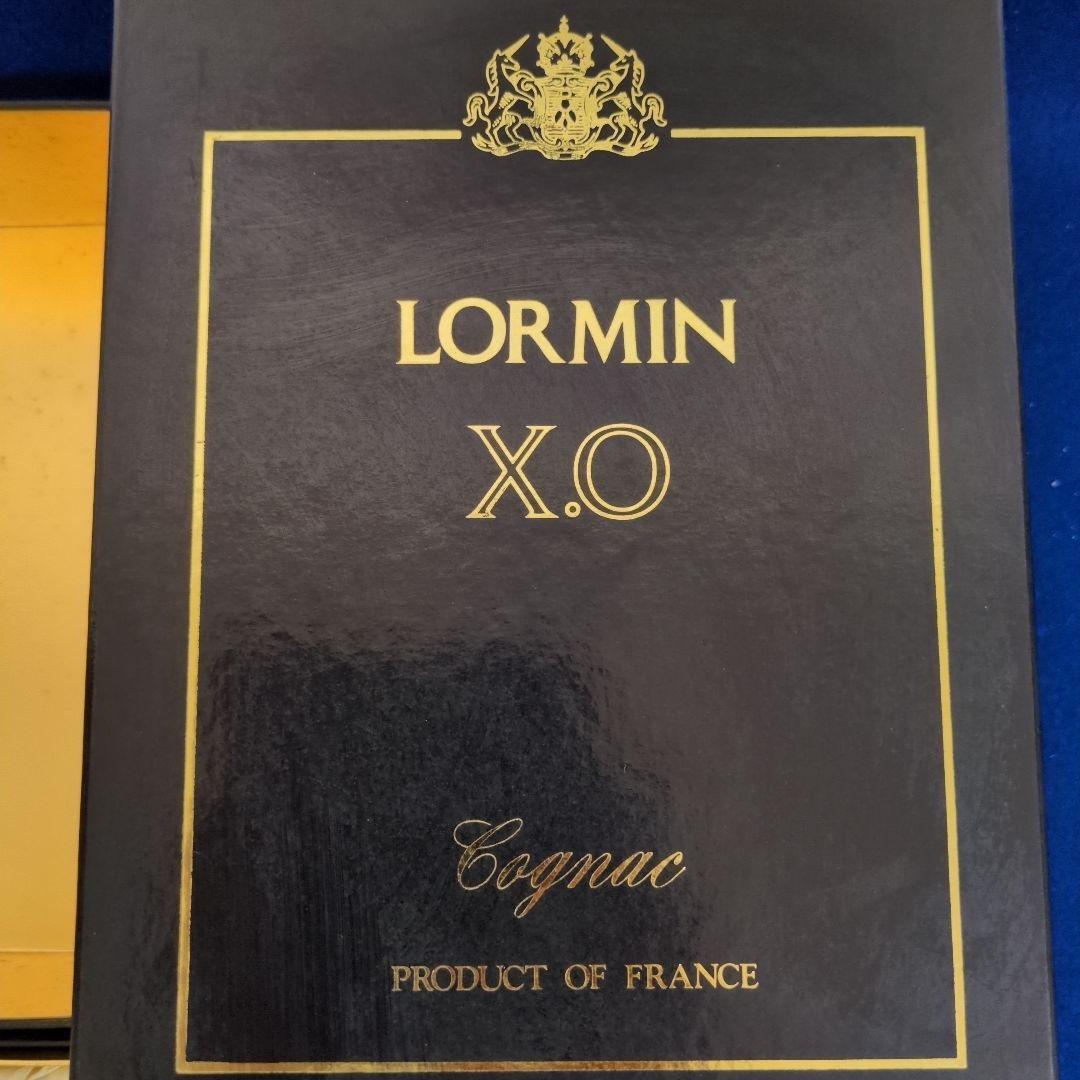 LORMIN
X.O
Cognac
PRODUCT OF FRANCE